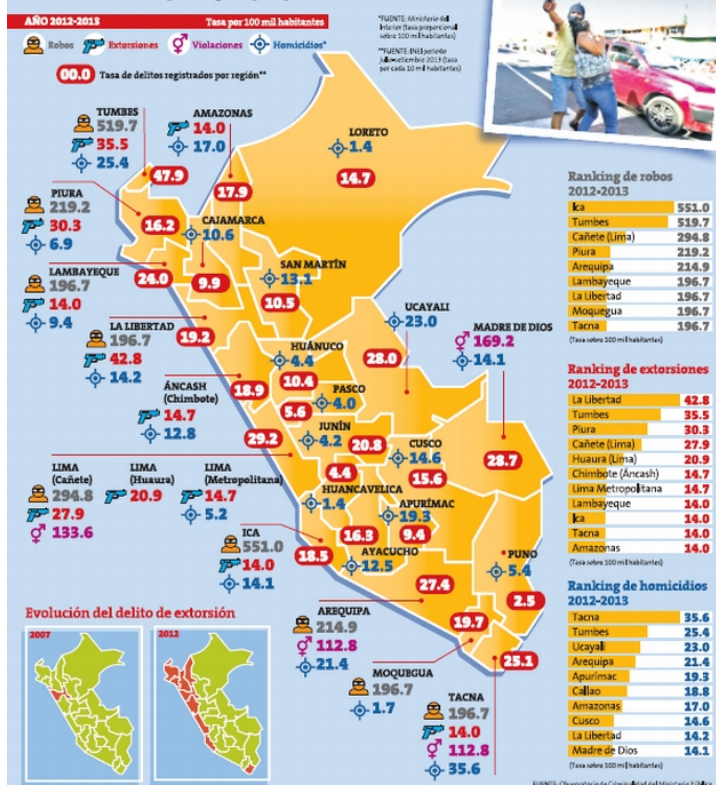 AÑO 2012-2013
Tasa por 100 mil habitantes
Robos
Extorsiones
Violaciones
Homicidios*
00.0
Tasa de delitos registrados por región**
*FUENTE: Ministerio del
Interior (tasa proporcional
sobre 100 mil habitantes)
**FUENTE: INEI periodo
julio-setiembre 2013 (tasa
por cada 10 mil habitantes)
TUMBES
519.7
35.5
25.4
47.9
AMAZONAS
14.0
17.0
17.9
LORETO
1.4
14.7
PIURA
219.2
30.3
6.9
16.2
CAJAMARCA
10.6
9.9
LAMBAYEQUE
196.7
14.0
9.4
24.0
SAN MARTÍN
13.1
10.5
LA LIBERTAD
196.7
42.8
14.2
19.2
UCAYALI
23.0
28.0
MADRE DE DIOS
169.2
14.1
28.7
HUÁNUCO
4.4
10.4
ÁNCASH
(Chimbote)
14.7
12.8
18.9
PASCO
4.0
5.6
JUNÍN
4.2
20.8
29.2
CUSCO
14.6
15.6
LIMA
(Cañete)
294.8
27.9
133.6
LIMA
(Huaura)
20.9
LIMA
(Metropolitana)
14.7
5.2
4.4
HUANCAVELICA
1.4
APURÍMAC
19.3
9.4
ICA
551.0
14.0
14.1
18.5
16.3
AYACUCHO
12.5
PUNO
5.4
2.5
27.4
AREQUIPA
214.9
112.8
21.4
19.7
MOQUEGUA
196.7
1.7
25.1
TACNA
196.7
14.0
112.8
35.6
Evolución del delito de extorsión
2007
2012
Ranking de robos
2012-2013
Ica 551.0
Tumbes 519.7
Cañete (Lima) 294.8
Piura 219.2
Arequipa 214.9
Lambayeque 196.7
La Libertad 196.7
Moquegua 196.7
Tacna 196.7
(Tasa sobre 100 mil habitantes)
Ranking de extorsiones
2012-2013
La Libertad 42.8
Tumbes 35.5
Piura 30.3
Cañete (Lima) 27.9
Huaura (Lima) 20.9
Chimbote (Áncash) 14.7
Lima Metropolitana 14.7
Lambayeque 14.0
Ica 14.0
Tacna 14.0
Amazonas 14.0
(Tasa sobre 100 mil habitantes)
Ranking de homicidios
2012-2013
Tacna 35.6
Tumbes 25.4
Ucayali 23.0
Arequipa 21.4
Apurímac 19.3
Callao 18.8
Amazonas 17.0
Cusco 14.6
La Libertad 14.2
Madre de Dios 14.1
(Tasa sobre 100 mil habitantes)
FUENTE: Observatorio de Criminalidad del Ministerio Público